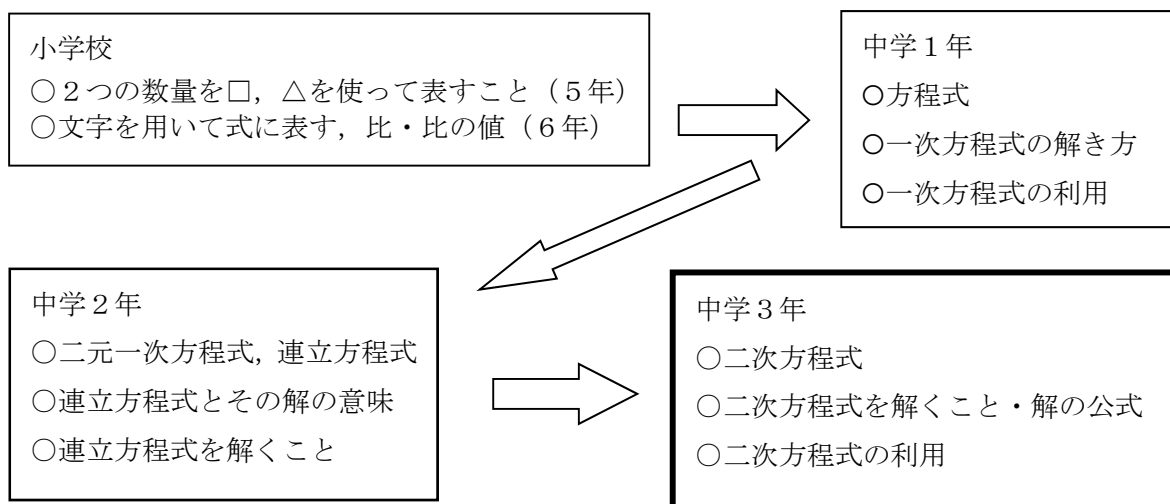 小学校
○２つの数量を□，△を使って表すこと（５年）
○文字を用いて式に表す，比・比の値（６年）
中学１年
○方程式
○一次方程式の解き方
○一次方程式の利用
中学２年
○二元一次方程式，連立方程式
○連立方程式とその解の意味
○連立方程式を解くこと
中学３年
○二次方程式
○二次方程式を解くこと・解の公式
○二次方程式の利用